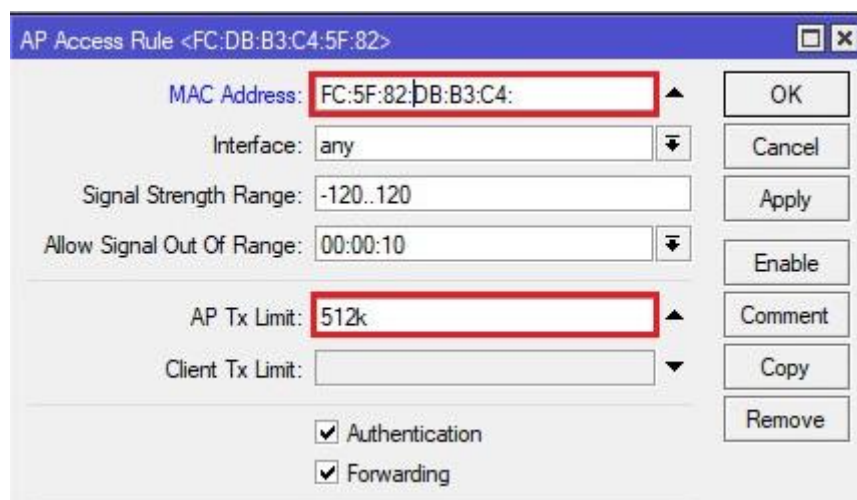 AP Access Rule <FC:DB:B3:C4:5F:82>
MAC Address: FC:5F:82:DB:B3:C4: OK
Interface: any Cancel
Signal Strength Range: -120..120 Apply
Allow Signal Out Of Range: 00:00:10 Enable
AP Tx Limit: 512k Comment
Client Tx Limit: Copy
Authentication Remove
Forwarding